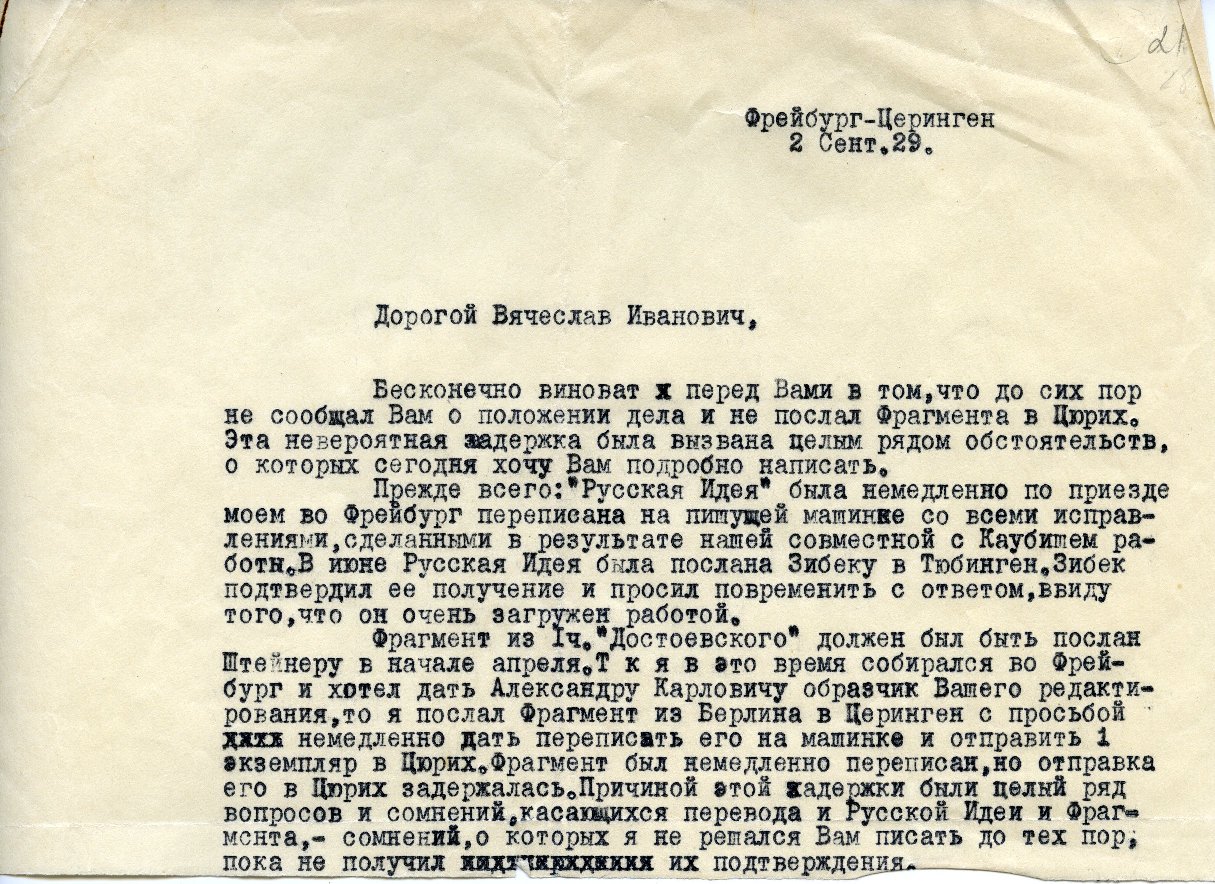 21
28
Фрейбург-Церинген
2 Сент.29.
Дорогой Вячеслав Иванович,
Бесконечно виноват я перед Вами в том,что до сих пор
не сообщал Вам о положении дела и не послал Фрагмента в Цюрих.
Эта невероятная задержка была вызвана целым рядом обстоятельств,
о которых сегодня хочу Вам подробно написать.
Прежде всего:"Русская Идея" была немедленно по приезде
моем во Фрейбург переписана на пишущей машинке со всеми исправ-
лениями,сделанными в результате нашей совместной с Каубишем ра-
боты.В июне Русская Идея была послана Зибеку в Тюбинген.Зибек
подтвердил ее получение и просил повременить с ответом,ввиду
того,что он очень загружен работой.
Фрагмент из Iч."Достоевского" должен был быть послан
Штейнеру в начале апреля.Т к я в это время собирался во Фрей-
бург и хотел дать Александру Карловичу образчик Вашего редакти-
рования,то я послал Фрагмент из Берлина в Церинген с просьбой
немедленно дать переписать его на машинке и отправить 1
экземпляр в Цюрих.Фрагмент был немедленно переписан,но отправка
его в Цюрих задержалась.Причиной этой задержки были целый ряд
вопросов и сомнений,касающихся перевода и Русской Идеи и Фраг-
мента,- сомнений,о которых я не решался Вам писать до тех пор,
пока не получил их подтверждения.